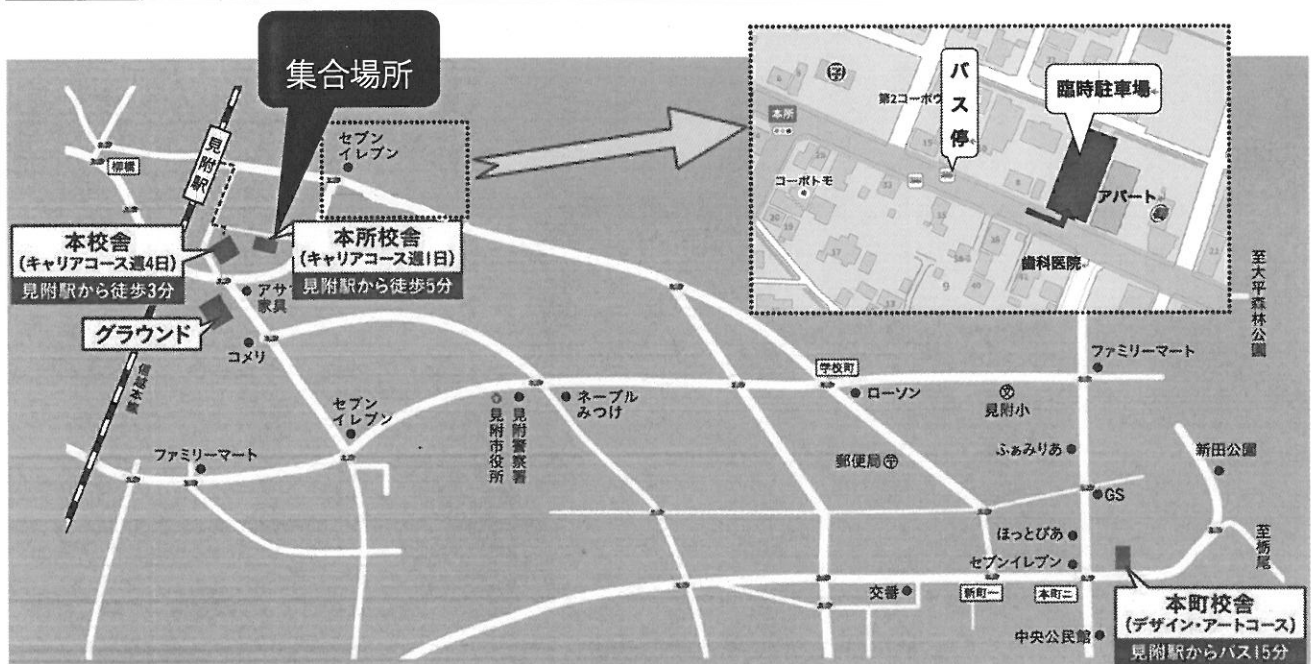 集合場所
見附駅
柳橋
セブン
イレブン
本校舎
(キャリアコース週4日)
見附駅から徒歩3分
本所校舎
(キャリアコース週1日)
見附駅から徒歩5分
家具
グラウンド
コメリ
信越本線
セブン
イレブン
ファミリーマート
見附市役所
見附警察署
ネーブル
みつけ
学校町
ローソン
見附小
ファミリーマート
郵便局
ふぁみりあ
GS
ほっとぴあ
セブンイレブン
交番
新町一
本町二
中央公民館
新田公園
至栃尾
至大平森林公園
本町校舎
(デザイン・アートコース)
見附駅からバス15分
バス停
臨時駐車場
第2コーポ
本所
コーポトモ
アパート
歯科医院
9